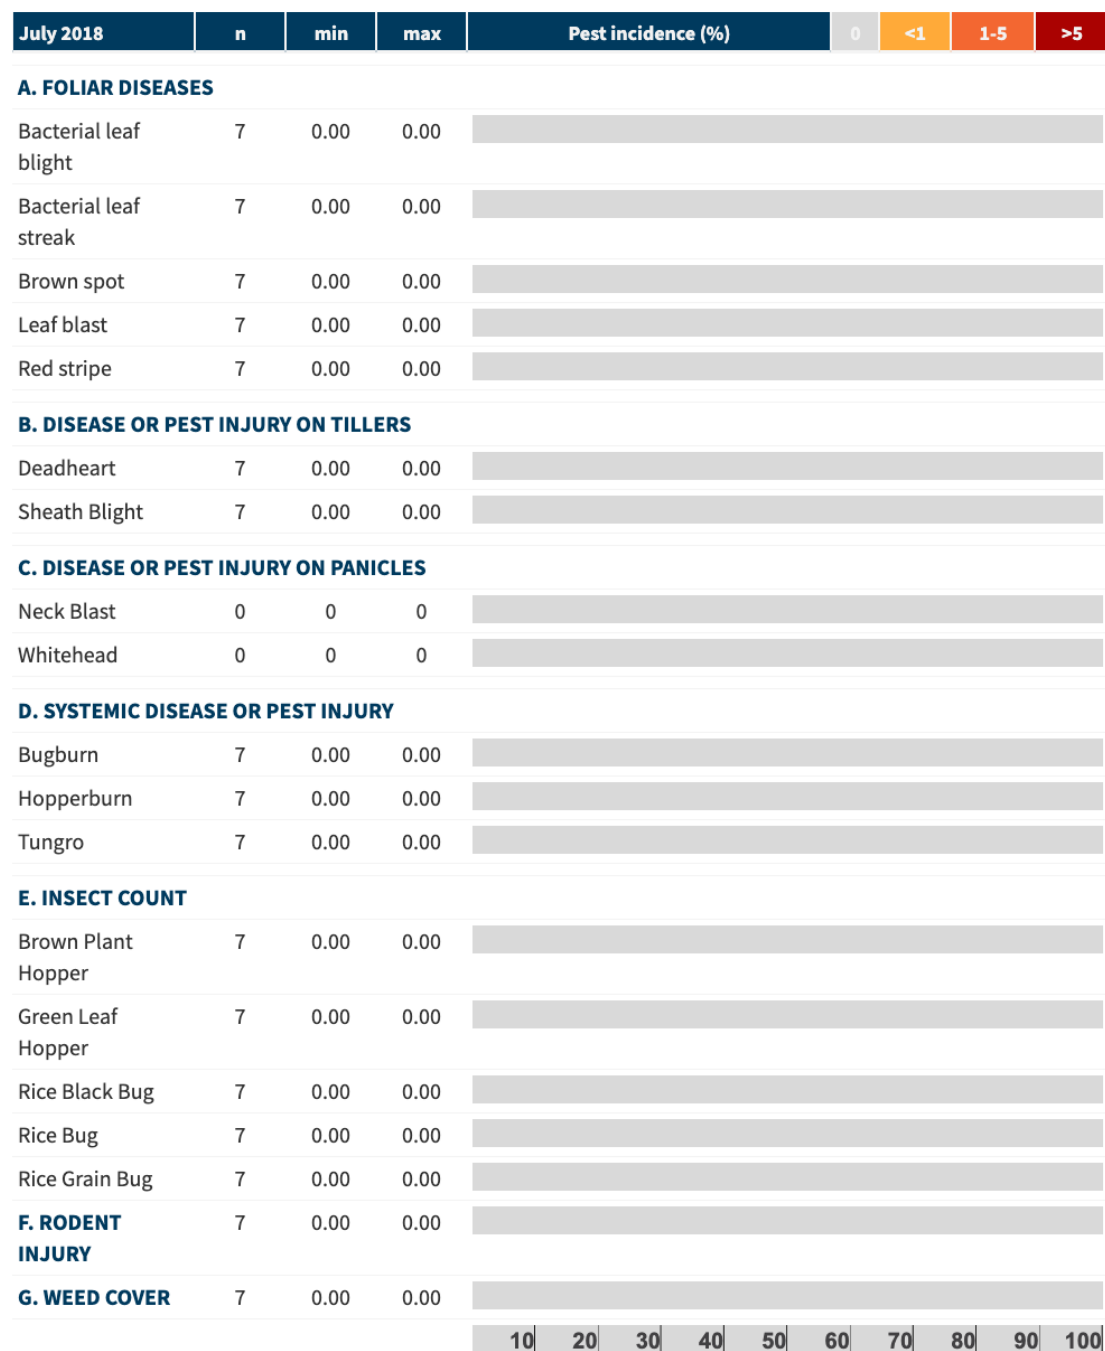 July 2018 n min max Pest incidence (%) 0 <1 1-5 >5
A. FOLIAR DISEASES
Bacterial leaf 7 0.00 0.00
blight
Bacterial leaf 7 0.00 0.00
streak
Brown spot 7 0.00 0.00
Leaf blast 7 0.00 0.00
Red stripe 7 0.00 0.00
B. DISEASE OR PEST INJURY ON TILLERS
Deadheart 7 0.00 0.00
Sheath Blight 7 0.00 0.00
C. DISEASE OR PEST INJURY ON PANICLES
Neck Blast 0 0 0
Whitehead 0 0 0
D. SYSTEMIC DISEASE OR PEST INJURY
Bugburn 7 0.00 0.00
Hopperburn 7 0.00 0.00
Tungro 7 0.00 0.00
E. INSECT COUNT
Brown Plant 7 0.00 0.00
Hopper
Green Leaf 7 0.00 0.00
Hopper
Rice Black Bug 7 0.00 0.00
Rice Bug 7 0.00 0.00
Rice Grain Bug 7 0.00 0.00
F. RODENT 7 0.00 0.00
INJURY
G. WEED COVER 7 0.00 0.00
10 20 30 40 50 60 70 80 90 100